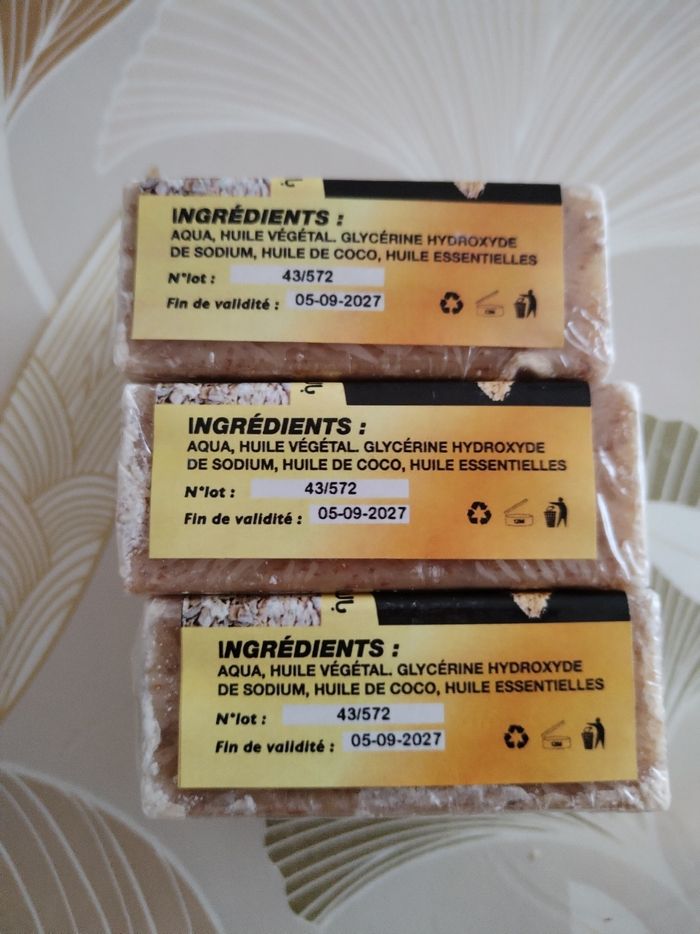 INGRÉDIENTS :
AQUA, HUILE VÉGÉTAL. GLYCÉRINE HYDROXYDE
DE SODIUM, HUILE DE COCO, HUILE ESSENTIELLES
N°lot : 43/572
Fin de validité : 05-09-2027
INGRÉDIENTS :
AQUA, HUILE VÉGÉTAL. GLYCÉRINE HYDROXYDE
DE SODIUM, HUILE DE COCO, HUILE ESSENTIELLES
N°lot : 43/572
Fin de validité : 05-09-2027
12M
INGRÉDIENTS :
AQUA, HUILE VÉGÉTAL. GLYCÉRINE HYDROXYDE
DE SODIUM, HUILE DE COCO, HUILE ESSENTIELLES
N°lot : 43/572
Fin de validité : 05-09-2027